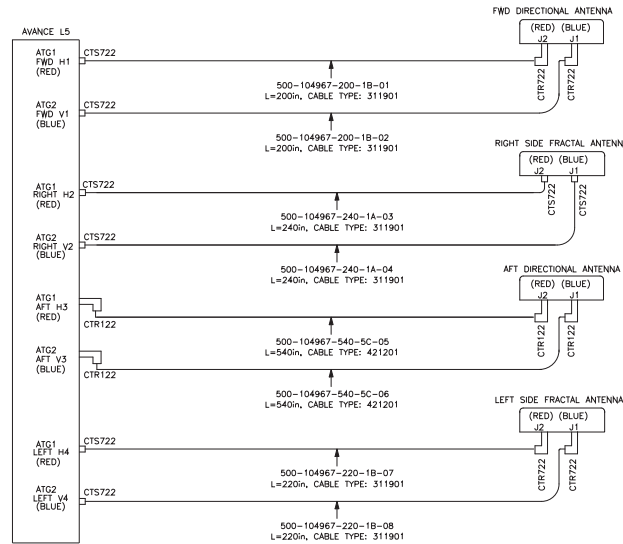 FWD DIRECTIONAL ANTENNA
(RED) (BLUE)
J2 J1
CTR722
CTR722
AVANCE L5
ATG1
FWD H1
(RED)
CTS722
500-104967-200-1B-01
L=200in, CABLE TYPE: 311901
ATG2
FWD V1
(BLUE)
CTS722
500-104967-200-1B-02
L=200in, CABLE TYPE: 311901
RIGHT SIDE FRACTAL ANTENN
(RED) (BLUE)
J2 J1
CTS722
CTS722
ATG1
RIGHT H2
(RED)
CTS722
500-104967-240-1A-03
L=240in, CABLE TYPE: 311901
ATG2
RIGHT V2
(BLUE)
CTS722
500-104967-240-1A-04
L=240in, CABLE TYPE: 311901
AFT DIRECTIONAL ANTENNA
(RED) (BLUE)
J2 J1
CTR122
CTR122
ATG1
AFT H3
(RED)
CTR122
500-104967-540-5C-05
L=540in, CABLE TYPE: 421201
ATG2
AFT V3
(BLUE)
CTR122
500-104967-540-5C-06
L=540in, CABLE TYPE: 421201
LEFT SIDE FRACTAL ANTENNA
(RED) (BLUE)
J2 J1
CTR722
CTR722
ATG1
LEFT H4
(RED)
CTS722
500-104967-220-1B-07
L=220in, CABLE TYPE: 311901
ATG2
LEFT V4
(BLUE)
CTS722
500-104967-220-1B-08
L=220in, CABLE TYPE: 311901